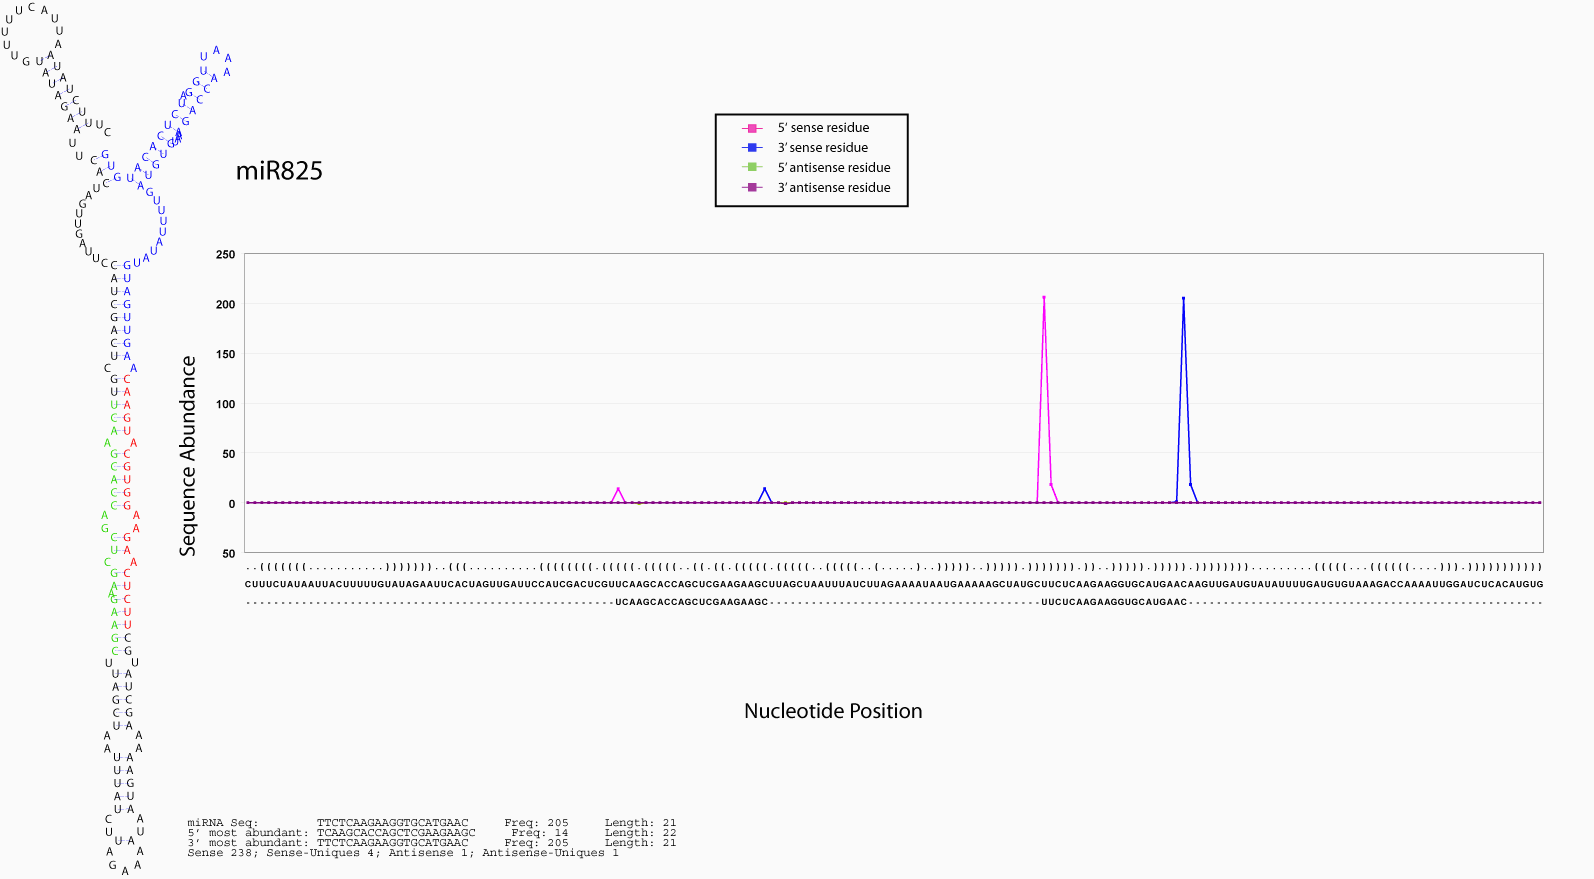 miR825
5' sense residue
3' sense residue
5' antisense residue
3' antisense residue
Sequence Abundance
250
200
150
100
50
0
50
CUUUCUAUAAUUACUUUUUGUAUAGAAUUCACUAGUUGAUUCCAUCGACUCGUUCAAGCACCAGCUCGAAGAAGCUUAGCUAAUUUAUCUUAGAAAAUAAUGAAAAAGCUAUGCUUCUCAAGAAGGUGCAUGAACAAGUUGAUGUAUAUUUUGAUGUGUAAAGACCAAAAUUGGAUCUCACAUGUG
-----------------------------------------------------UCAAGCACCAGCUCGAAGAAGC---------------------------------------UUCUCAAGAAGGUGCAUGAAC---------------------------------------------------
Nucleotide Position
miRNA Seq: TTCTCAAGAAGGTGCATGAAC Freq: 205 Length: 21
5' most abundant: TCAAGCACCAGCTCGAAGAAGC Freq: 14 Length: 22
3' most abundant: TTCTCAAGAAGGTGCATGAAC Freq: 205 Length: 21
Sense 238; Sense-Uniques 4; Antisense 1; Antisense-Uniques 1